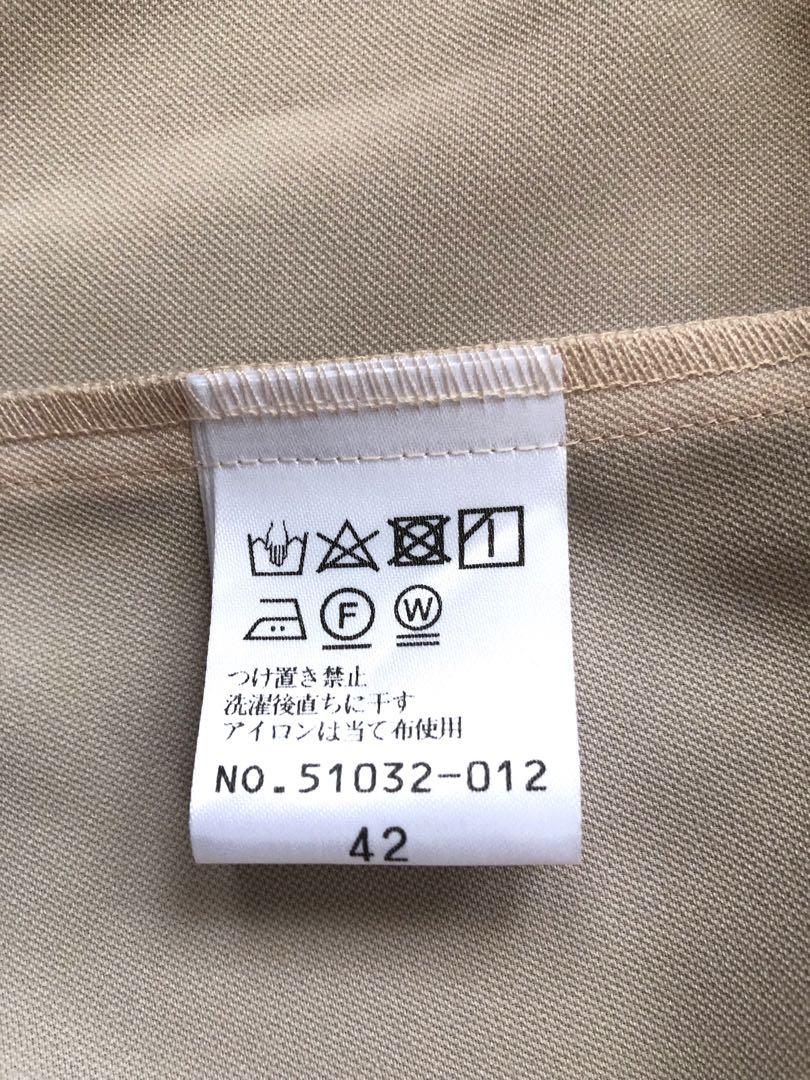 F W
つけ置き禁止
洗濯後直ちに干す
アイロンは当て布使用
NO.51032-012
42